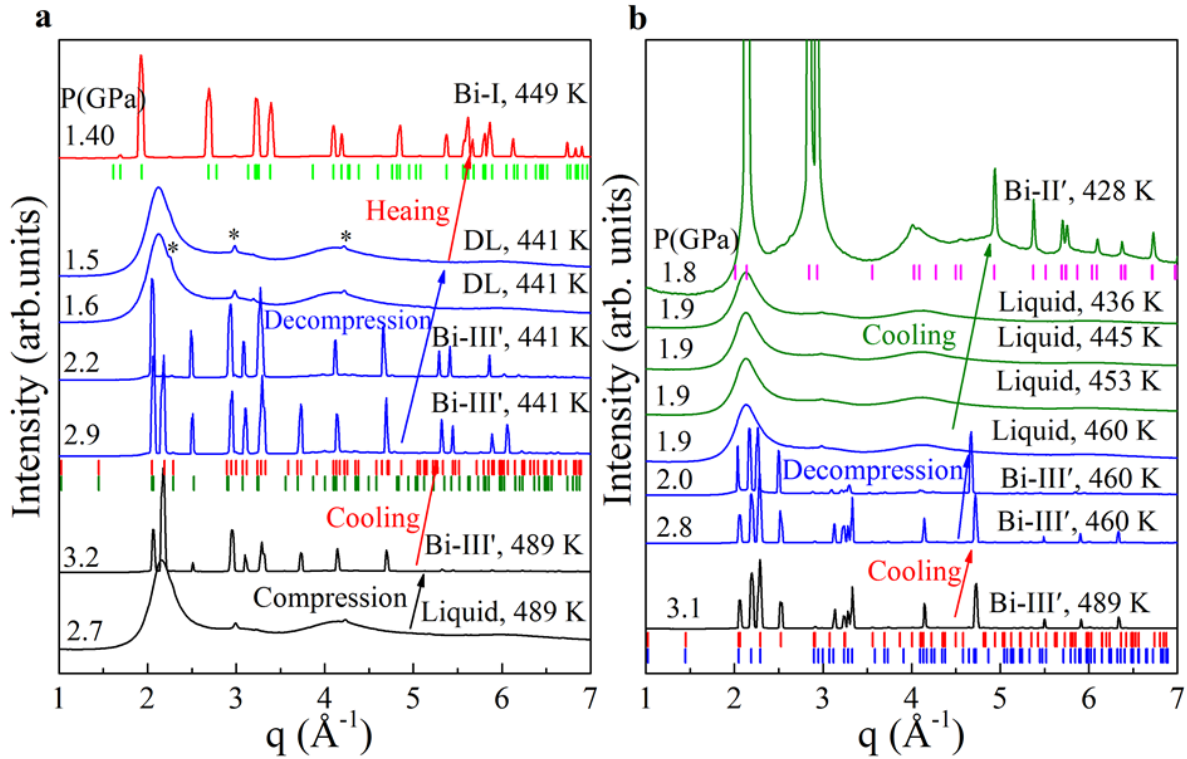 a
P(GPa)
Bi-I, 449 K
1.40
Heaing
*
*
*
DL, 441 K
1.5
DL, 441 K
1.6
Decompression
Bi-III', 441 K
2.2
Bi-III', 441 K
2.9
Cooling
Bi-III', 489 K
3.2
Compression
Liquid, 489 K
2.7
Intensity (arb.units)
1 2 3 4 5 6 7
q (Å-1)
b
Bi-II′, 428 K
P(GPa)
1.8
Liquid, 436 K
1.9
Cooling
Liquid, 445 K
1.9
Liquid, 453 K
1.9
Liquid, 460 K
1.9
Decompression
Bi-III′, 460 K
2.0
Bi-III′, 460 K
2.8
Cooling
Bi-III′, 489 K
3.1
Intensity (arb. units)
1 2 3 4 5 6 7
q (Å-1)